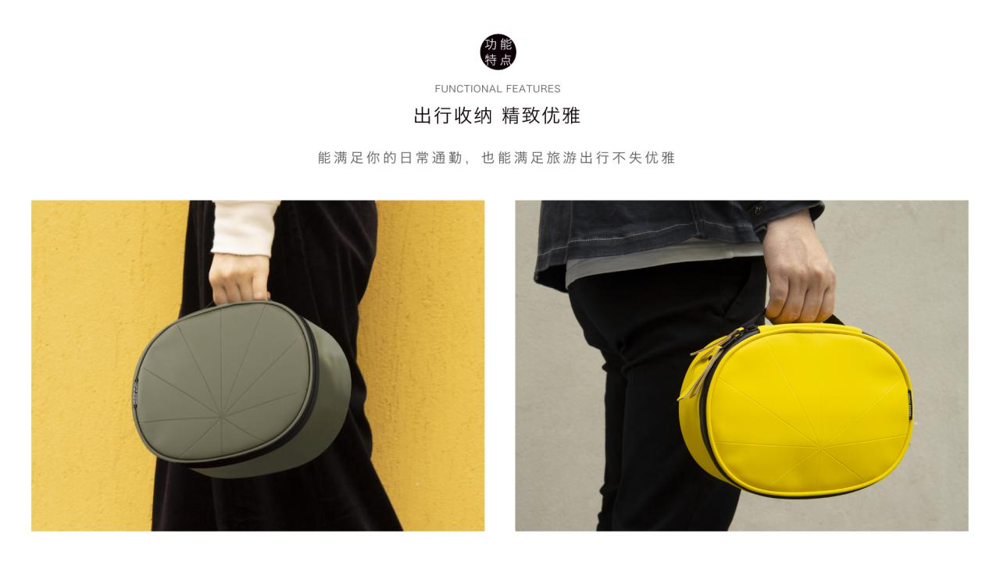 功能
特点
FUNCTIONAL FEATURES
出行收纳 精致优雅
能满足你的日常通勤，也能满足旅游出行不失优雅